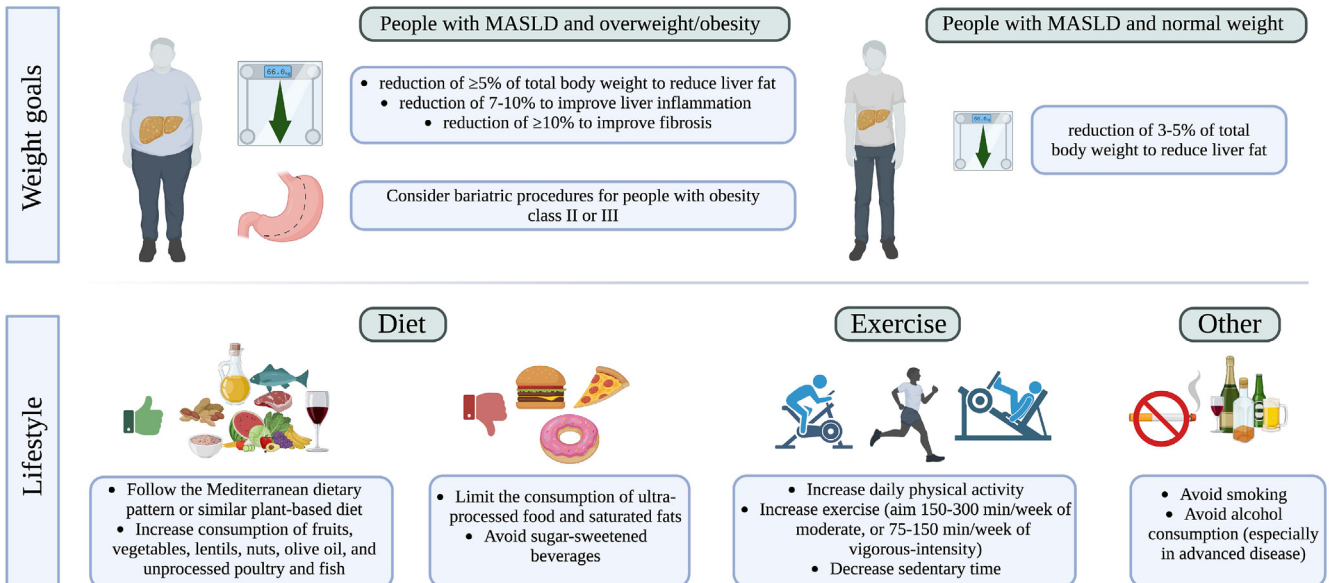 Weight goals
People with MASLD and overweight/obesity
66.0kg
• reduction of ≥5% of total body weight to reduce liver fat
• reduction of 7-10% to improve liver inflammation
• reduction of ≥10% to improve fibrosis
Consider bariatric procedures for people with obesity
class II or III
People with MASLD and normal weight
66.0kg
reduction of 3-5% of total
body weight to reduce liver fat
Lifestyle
Diet
• Follow the Mediterranean dietary
pattern or similar plant-based diet
• Increase consumption of fruits,
vegetables, lentils, nuts, olive oil, and
unprocessed poultry and fish
• Limit the consumption of ultra-
processed food and saturated fats
• Avoid sugar-sweetened
beverages
Exercise
• Increase daily physical activity
• Increase exercise (aim 150-300 min/week of
moderate, or 75-150 min/week of
vigorous-intensity)
• Decrease sedentary time
Other
• Avoid smoking
• Avoid alcohol
consumption (especially
in advanced disease)